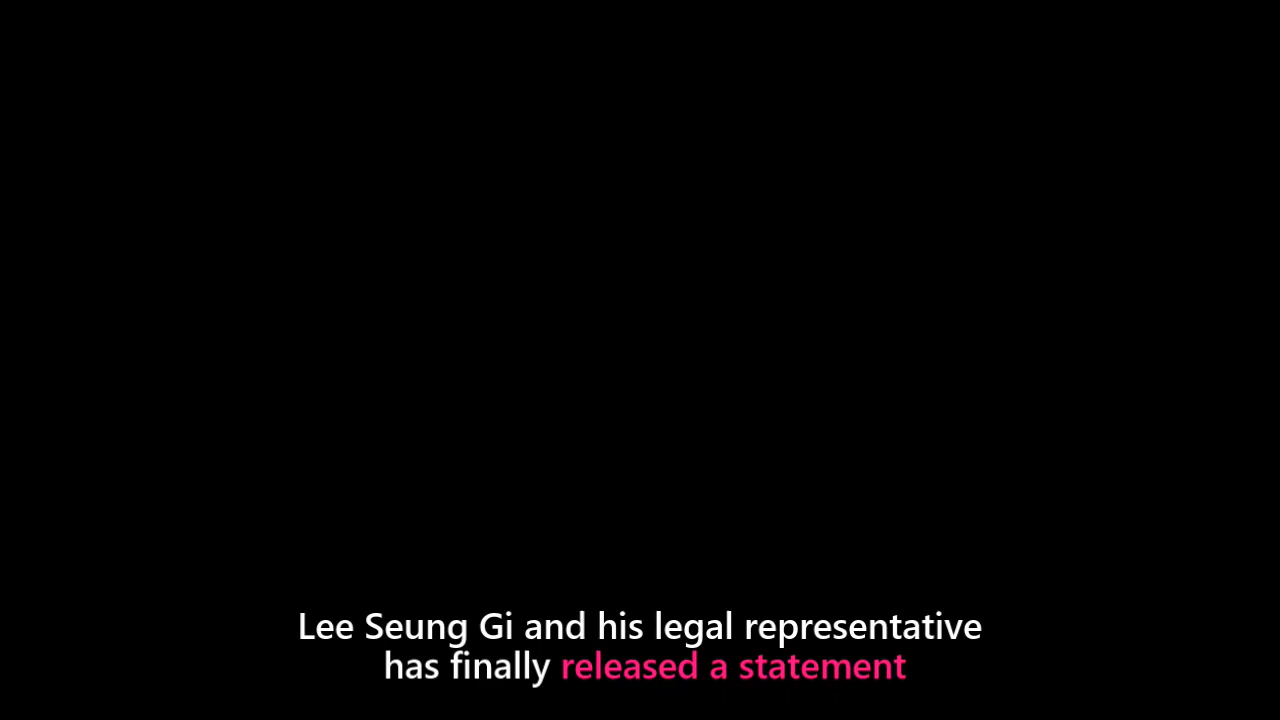 Lee Seung Gi and his legal representative
has finally released a statement